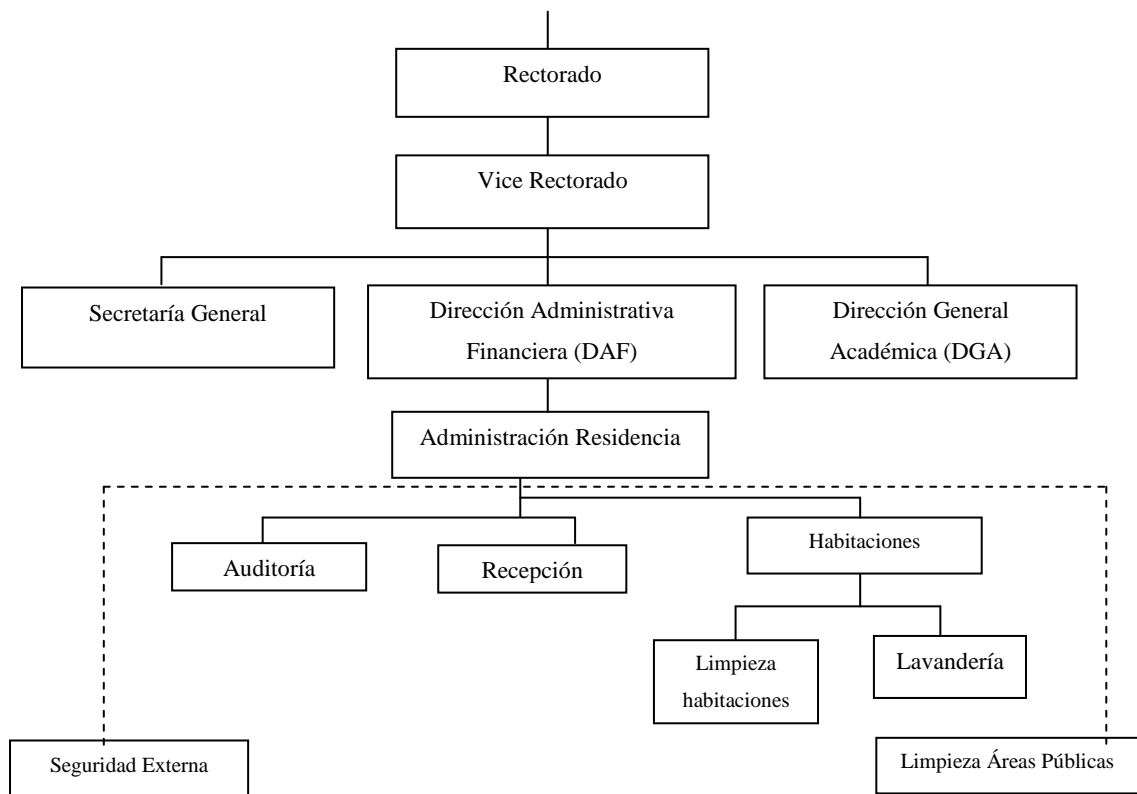 Rectorado
Vice Rectorado
Secretaría General
Dirección Administrativa
Financiera (DAF)
Dirección General
Académica (DGA)
Administración Residencia
Auditoría
Recepción
Habitaciones
Limpieza
habitaciones
Lavandería
Seguridad Externa
Limpieza Áreas Públicas